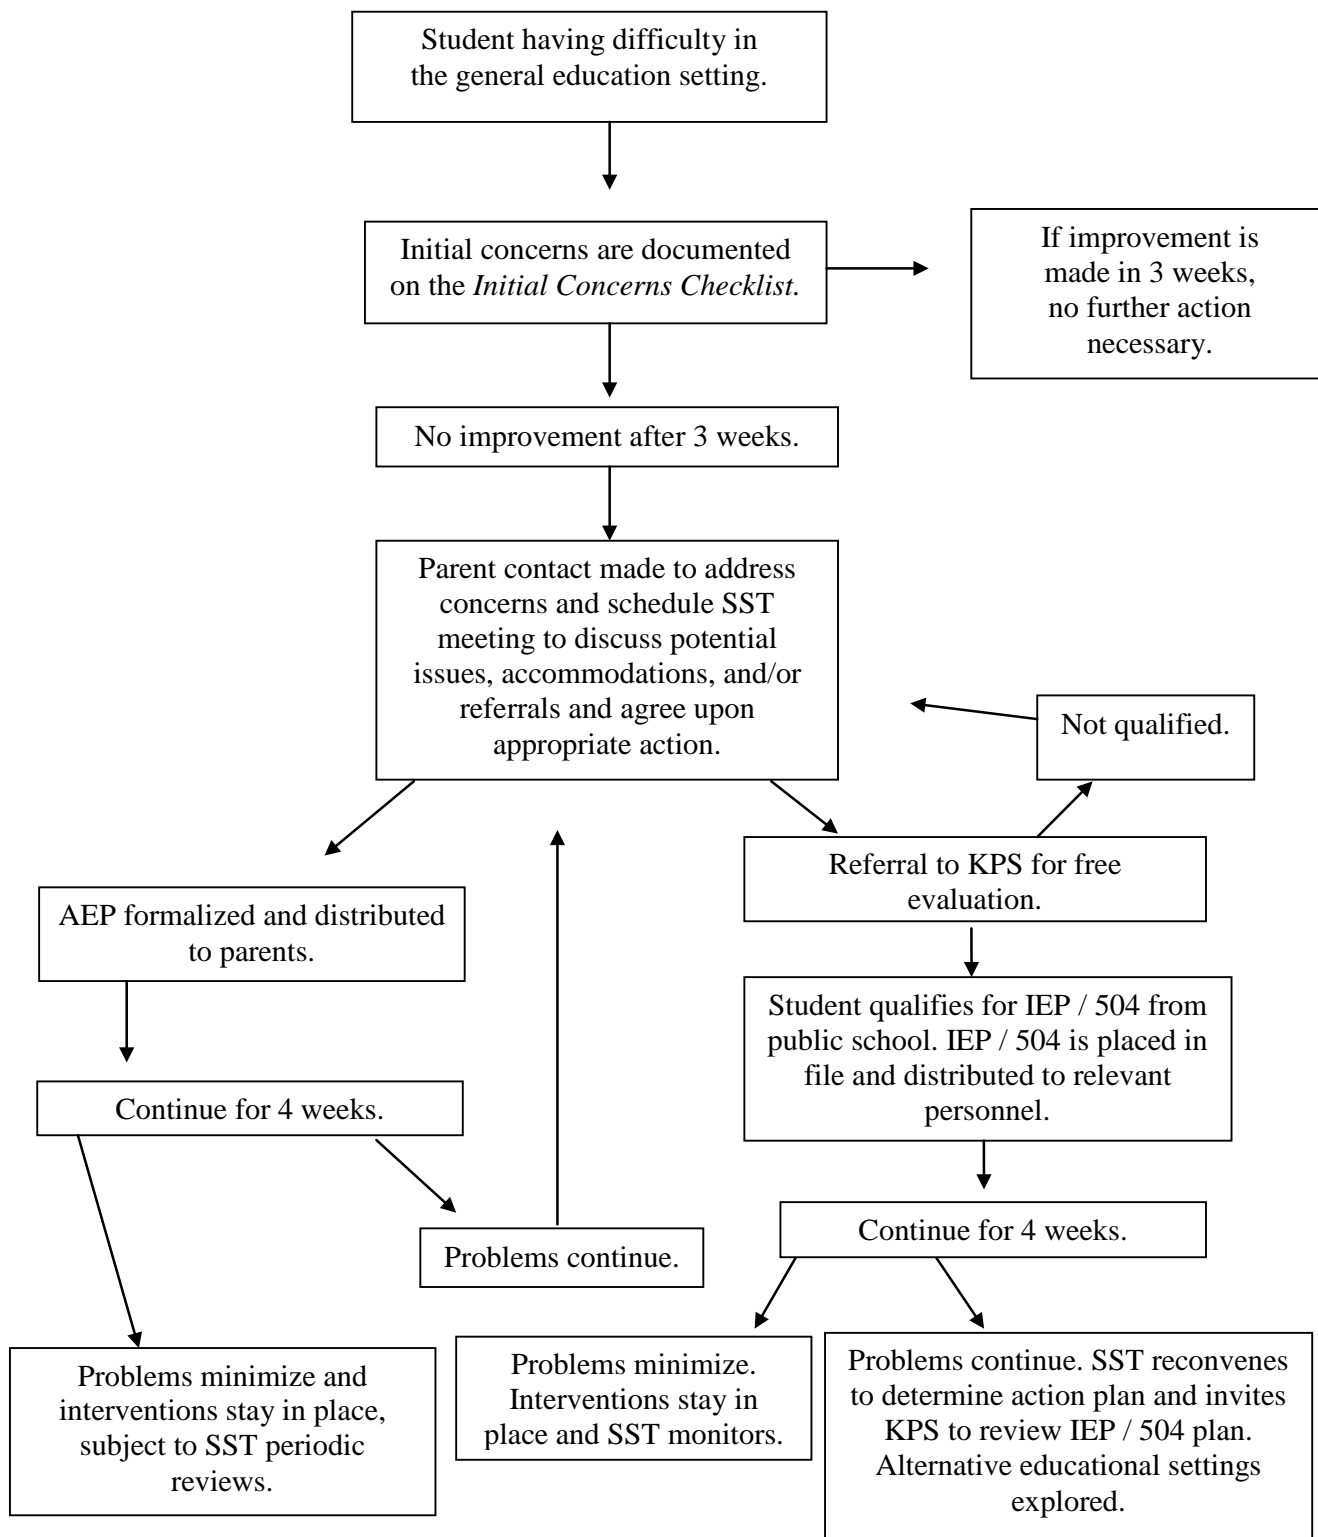 Student having difficulty in
the general education setting.
Initial concerns are documented
on the Initial Concerns Checklist.
If improvement is
made in 3 weeks,
no further action
necessary.
No improvement after 3 weeks.
Parent contact made to address
concerns and schedule SST
meeting to discuss potential
issues, accommodations, and/or
referrals and agree upon
appropriate action.
Not qualified.
Referral to KPS for free
evaluation.
AEP formalized and distributed
to parents.
Student qualifies for IEP / 504 from
public school. IEP / 504 is placed in
file and distributed to relevant
personnel.
Continue for 4 weeks.
Continue for 4 weeks.
Problems continue.
Problems minimize and
interventions stay in place,
subject to SST periodic
reviews.
Problems minimize.
Interventions stay in
place and SST monitors.
Problems continue. SST reconvenes
to determine action plan and invites
KPS to review IEP / 504 plan.
Alternative educational settings
explored.